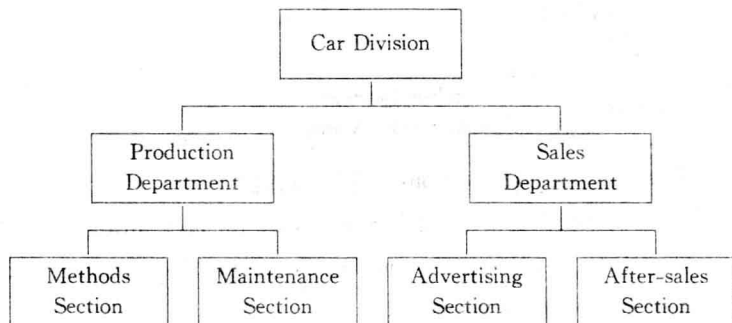 Car Division
Production
Department
Sales
Department
Methods
Section
Maintenance
Section
Advertising
Section
After-sales
Section